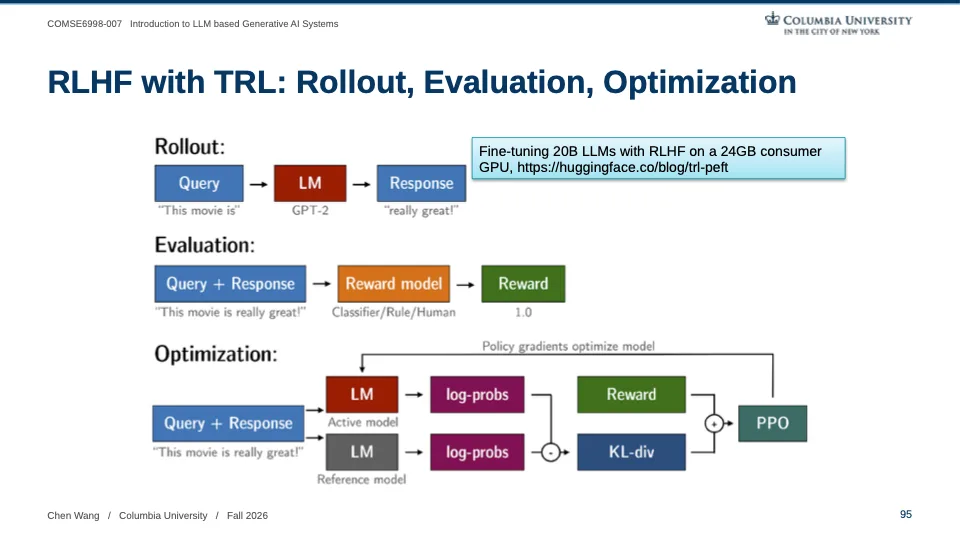 COMSE6998-007 Introduction to LLM based Generative AI Systems
COLUMBIA UNIVERSITY
IN THE CITY OF NEW YORK
RLHF with TRL: Rollout, Evaluation, Optimization
Rollout:
Fine-tuning 20B LLMs with RLHF on a 24GB consumer
GPU, https://huggingface.co/blog/trl-peft
Query
LM
Response
"This movie is"
GPT-2
"really great!"
Evaluation:
Query + Response
Reward model
Reward
"This movie is really great!"
Classifier/Rule/Human
1.0
Optimization:
Policy gradients optimize model
LM
log-probs
Reward
Active model
Query + Response
+
PPO
"This movie is really great!"
LM
log-probs
-
KL-div
Reference model
Chen Wang / Columbia University / Fall 2026
95